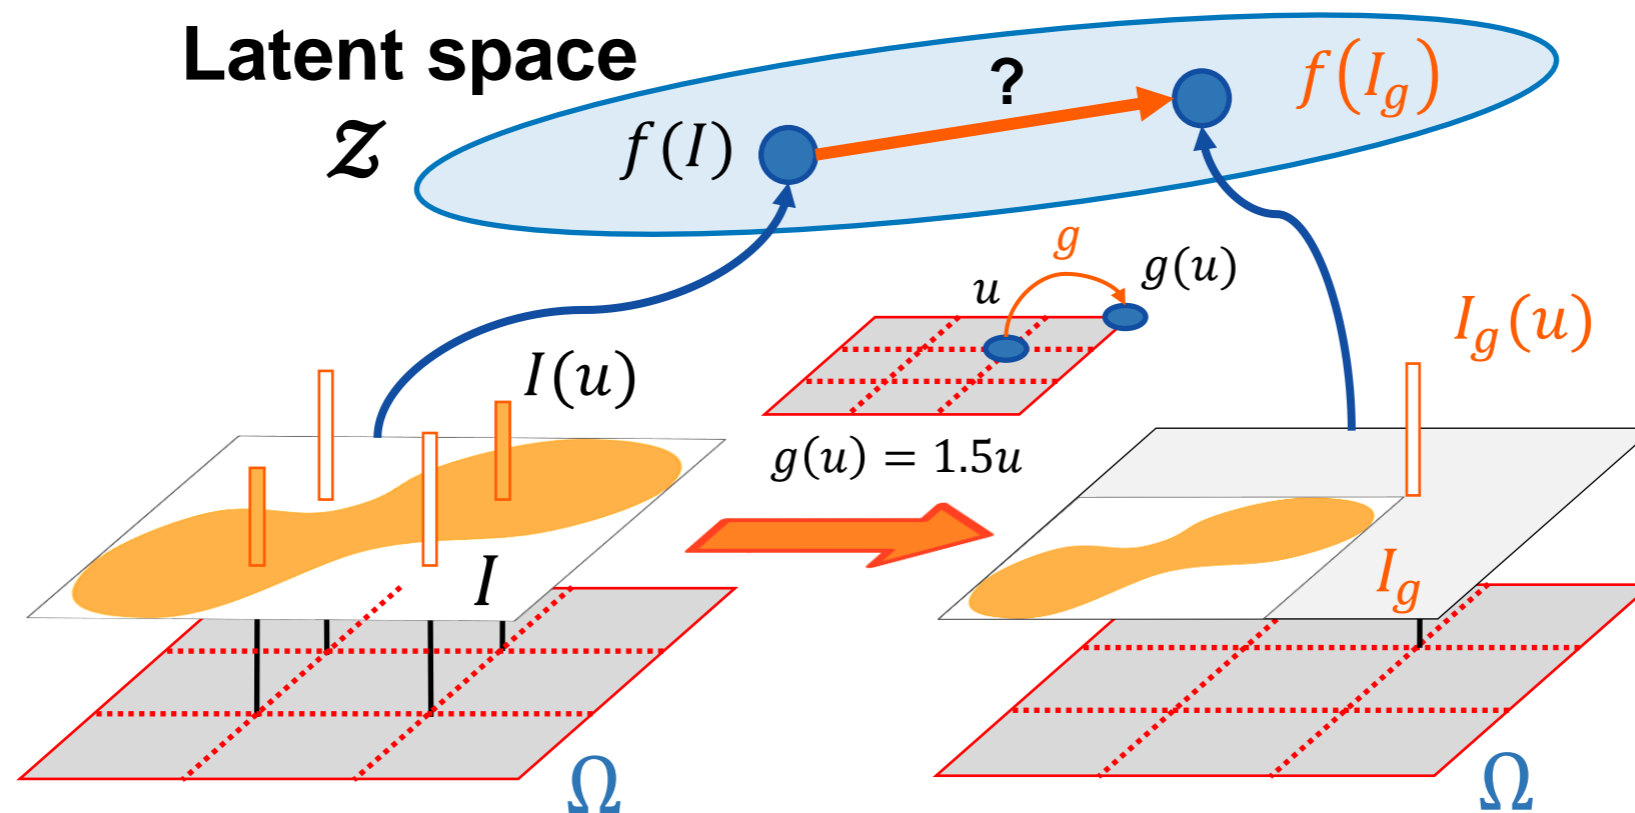 Latent space
𝒵
f(I)
?
f(I_g)
g
u
g(u)
I(u)
I_g(u)
g(u) = 1.5u
I
I_g
Ω
Ω